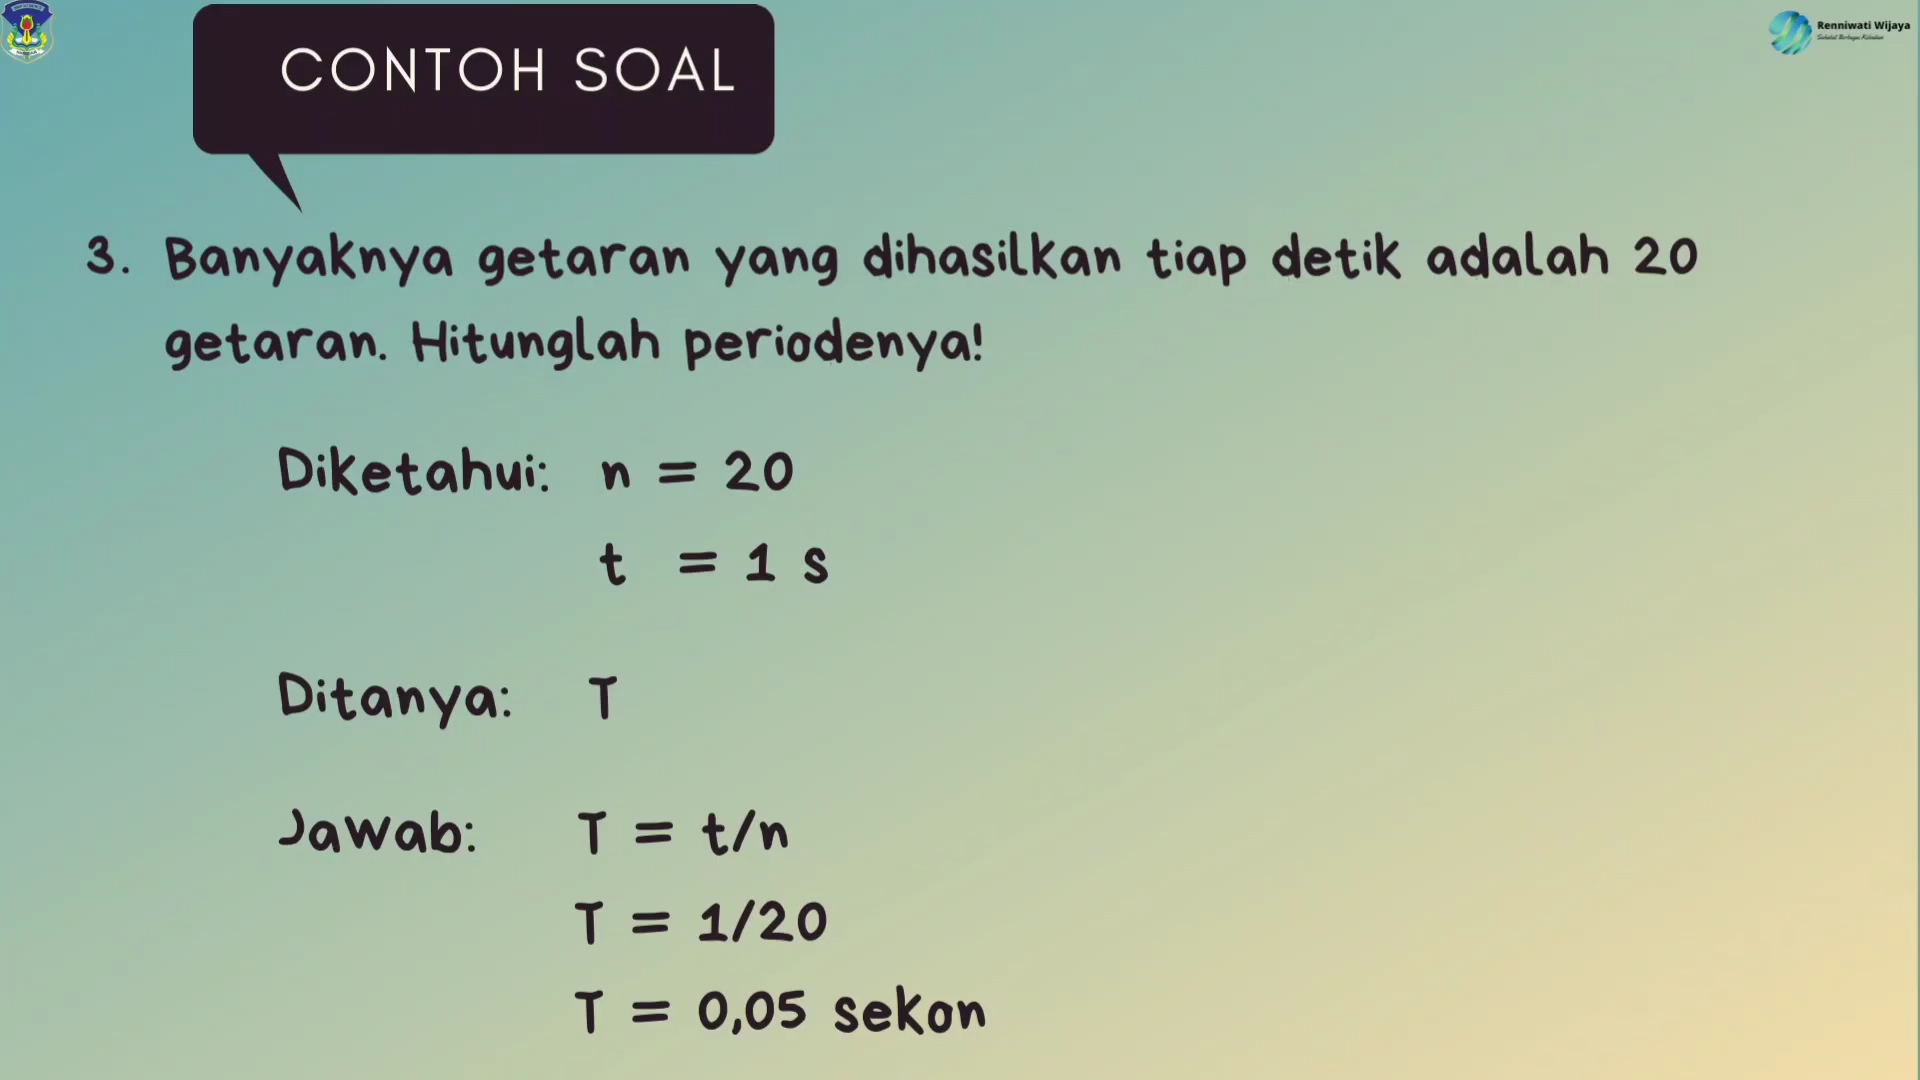 CONTOH SOAL
Renniwati Wijaya
3. Banyaknya getaran yang dihasilkan tiap detik adalah 20
getaran. Hitunglah periodenya!
Diketahui: n = 20
t = 1 s
Ditanya: T
Jawab: T = t/n
T = 1/20
T = 0,05 sekon